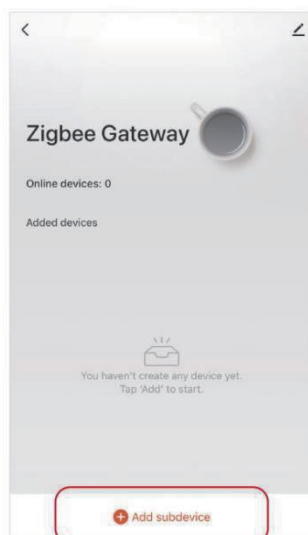 Zigbee Gateway
Online devices: 0
Added devices
You haven't create any device yet.
Tap 'Add' to start.
Add subdevice